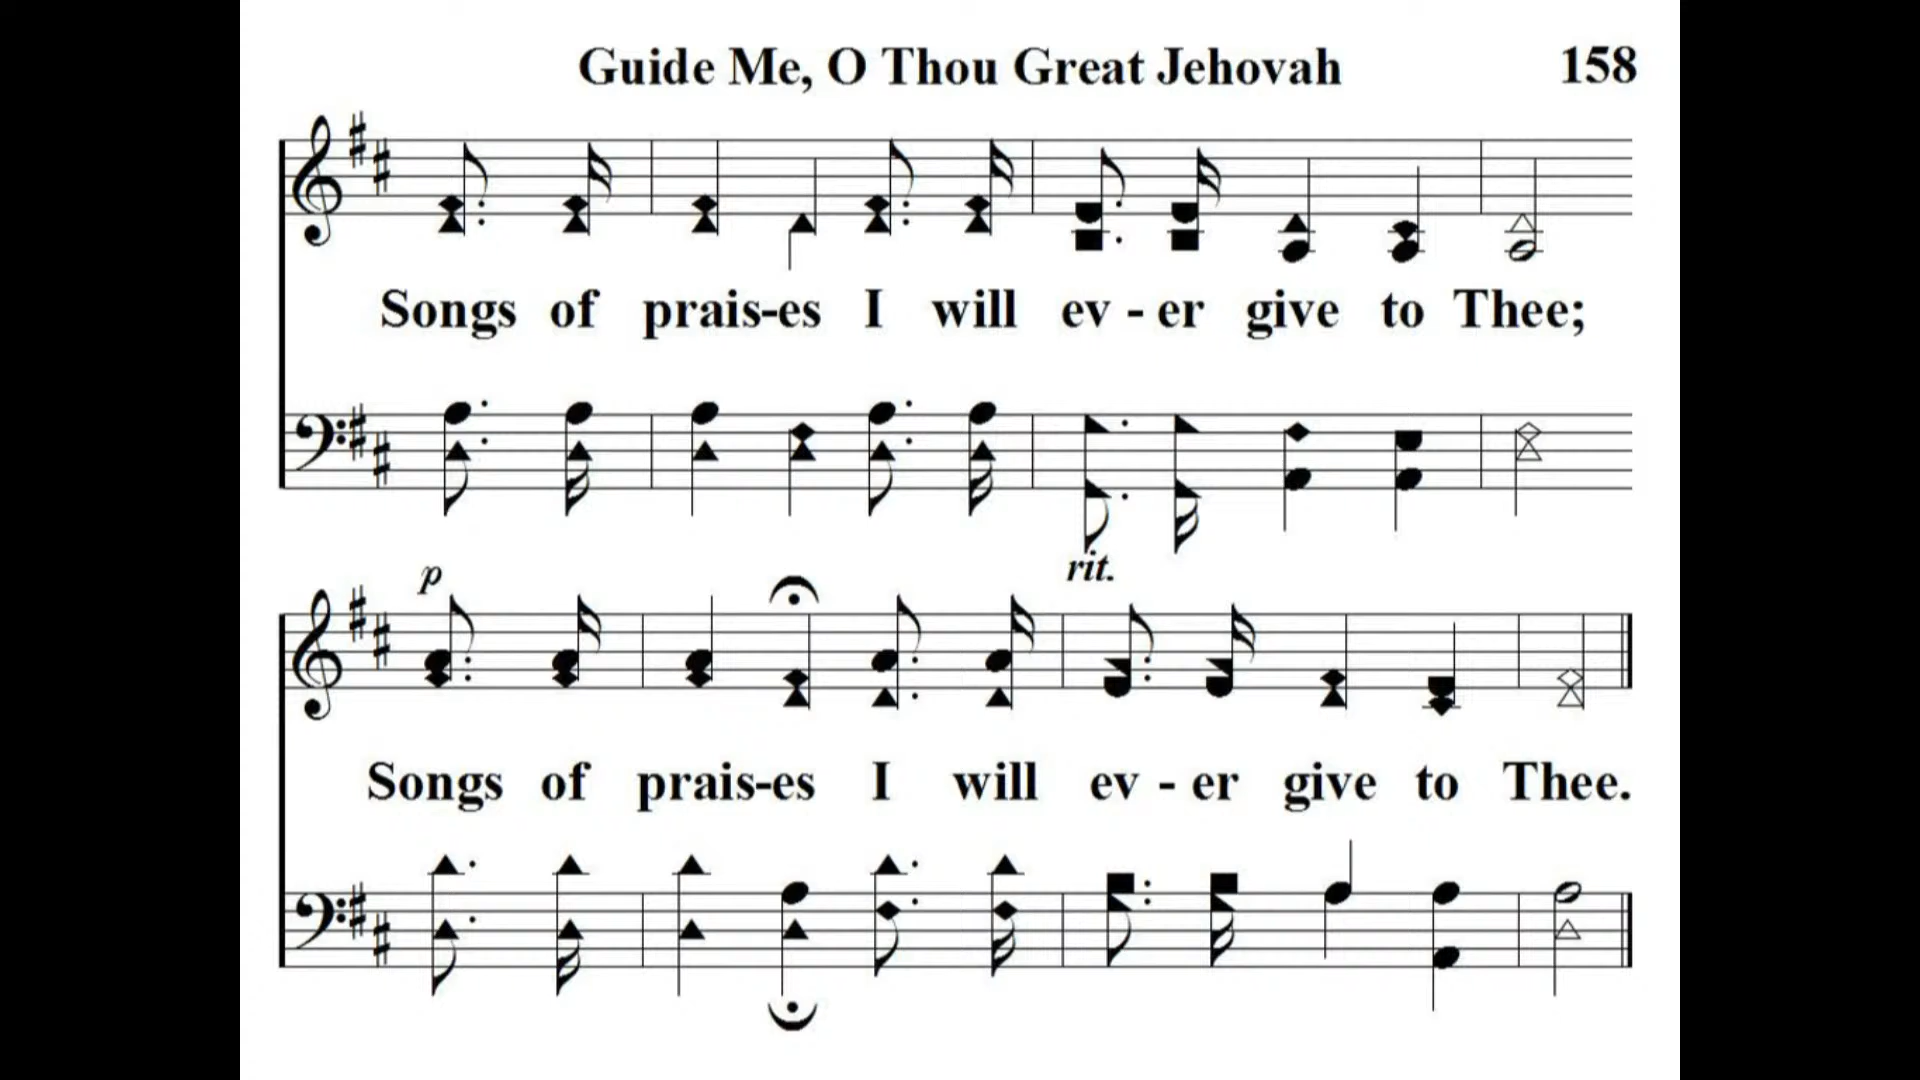 Guide Me, O Thou Great Jehovah 158
Songs of prais-es I will ev - er give to Thee;
p rit.
Songs of prais-es I will ev - er give to Thee.